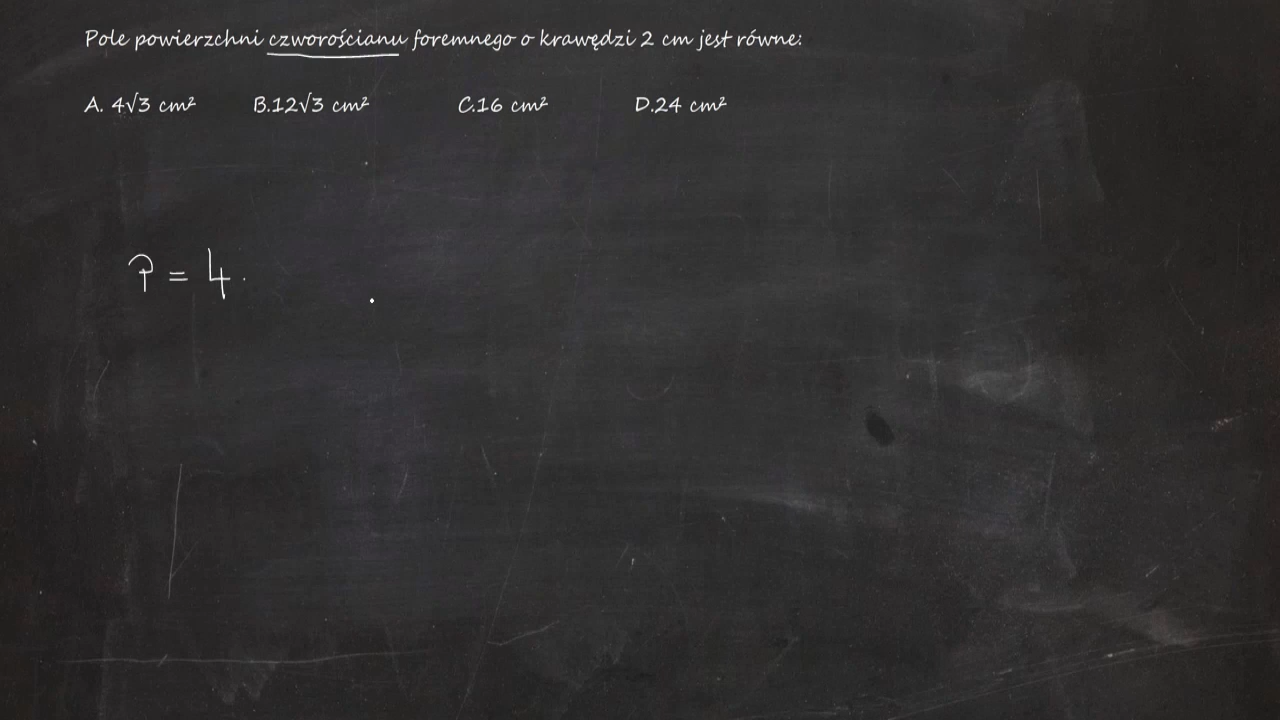 Pole powierzchni czworościanu foremnego o krawędzi 2 cm jest równe:
A. 4√3 cm² B.12√3 cm² C.16 cm² D.24 cm²
P = 4 ·